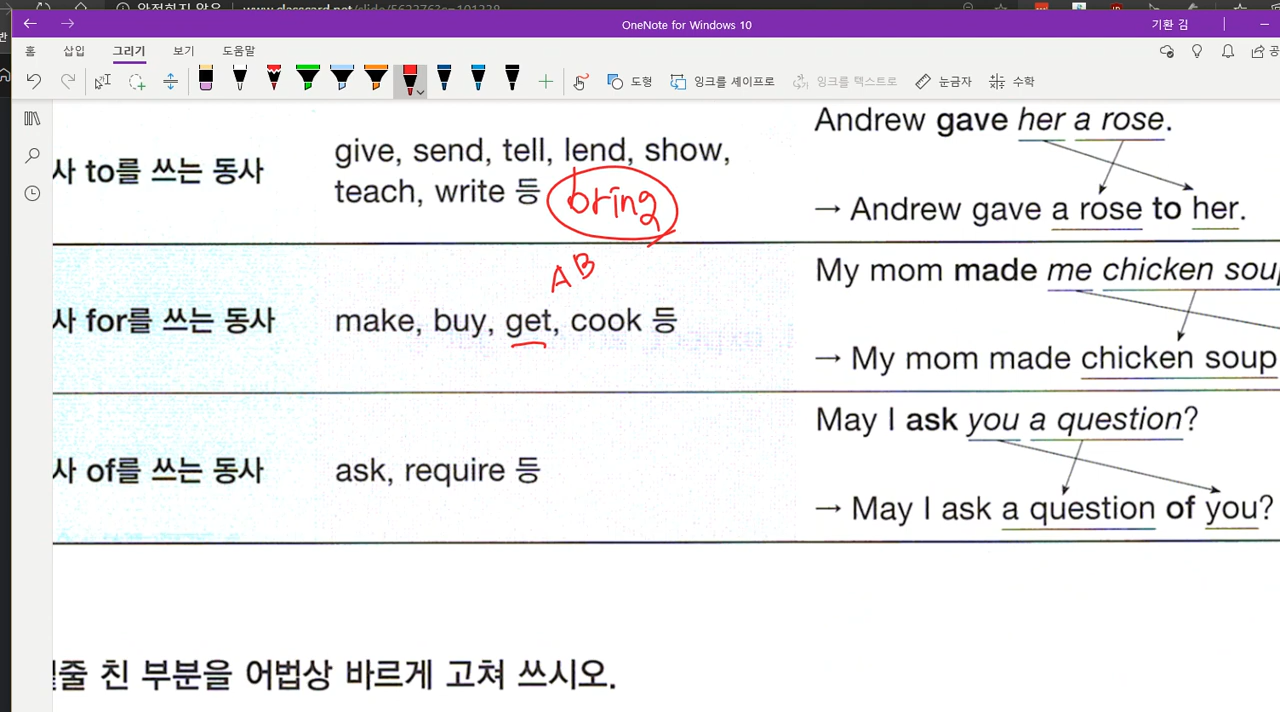 안전하지 않음
OneNote for Windows 10
기환 김
홈 삽입 그리기 보기 도움말
도형 잉크를 셰이프로 잉크를 텍스트로 눈금자 수학
사 to를 쓰는 동사
give, send, tell, lend, show,
teach, write 등 bring
Andrew gave her a rose.
→ Andrew gave a rose to her.
A B
사 for를 쓰는 동사
make, buy, get, cook 등
My mom made me chicken soup
→ My mom made chicken soup
사 of를 쓰는 동사
ask, require 등
May I ask you a question?
→ May I ask a question of you?
줄 친 부분을 어법상 바르게 고쳐 쓰시오.